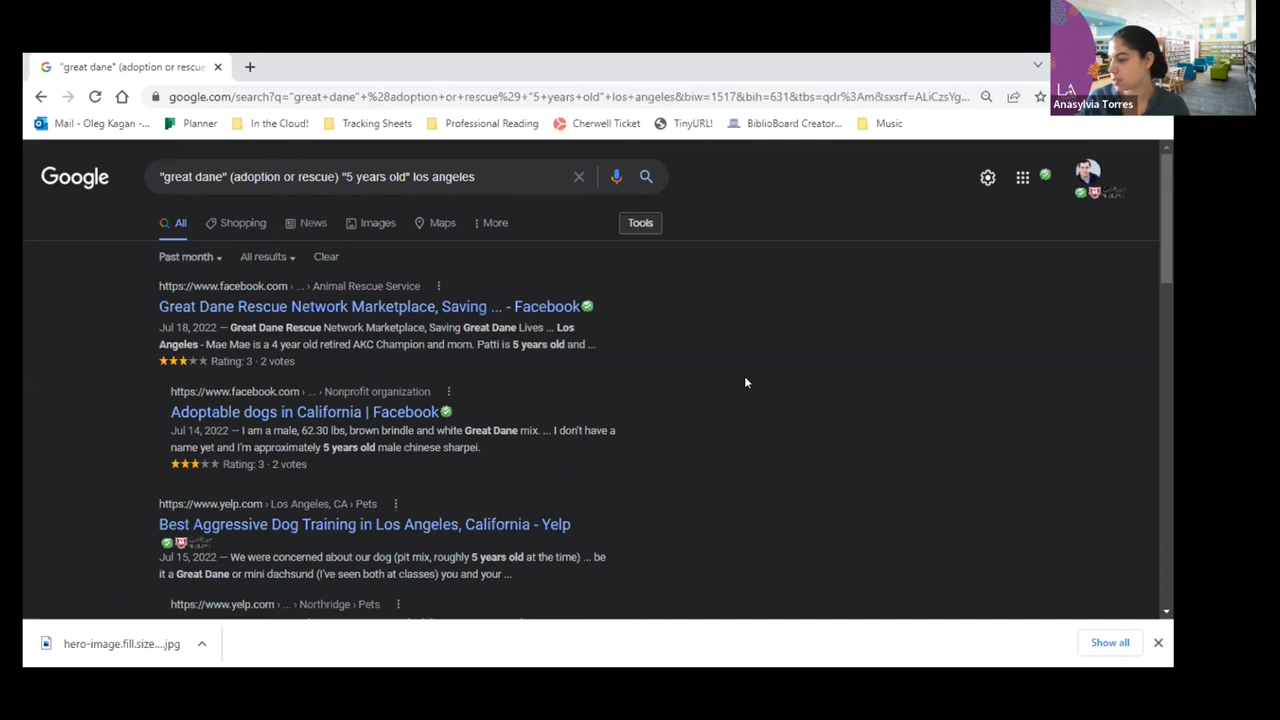 "great dane" (adoption or rescue
google.com/search?q="great+dane"+%28adoption+or+rescue%29+"5+years+old"+los+angeles&biw=1517&bih=631&tbs=qdr%3Am&sxsrf=ALiCzsYg...
LA
Anasylvia Torres
Mail - Oleg Kagan -...
Planner
In the Cloud!
Tracking Sheets
Professional Reading
Cherwell Ticket
TinyURL!
BiblioBoard Creator...
Music
Google
"great dane" (adoption or rescue) "5 years old" los angeles
All
Shopping
News
Images
Maps
More
Tools
Past month
All results
Clear
https://www.facebook.com › ... › Animal Rescue Service
Great Dane Rescue Network Marketplace, Saving ... - Facebook
Jul 18, 2022 — Great Dane Rescue Network Marketplace, Saving Great Dane Lives ... Los
Angeles - Mae Mae is a 4 year old retired AKC Champion and mom. Patti is 5 years old and ...
Rating: 3 · 2 votes
https://www.facebook.com › ... › Nonprofit organization
Adoptable dogs in California | Facebook
Jul 14, 2022 — I am a male, 62.30 lbs, brown brindle and white Great Dane mix. ... I don't have a
name yet and I'm approximately 5 years old male chinese sharpei.
Rating: 3 · 2 votes
https://www.yelp.com › Los Angeles, CA › Pets
Best Aggressive Dog Training in Los Angeles, California - Yelp
Jul 15, 2022 — We were concerned about our dog (pit mix, roughly 5 years old at the time) ... be
it a Great Dane or mini dachsund (I've seen both at classes) you and your ...
https://www.yelp.com › ... › Northridge › Pets
hero-image.fill.size....jpg
Show all